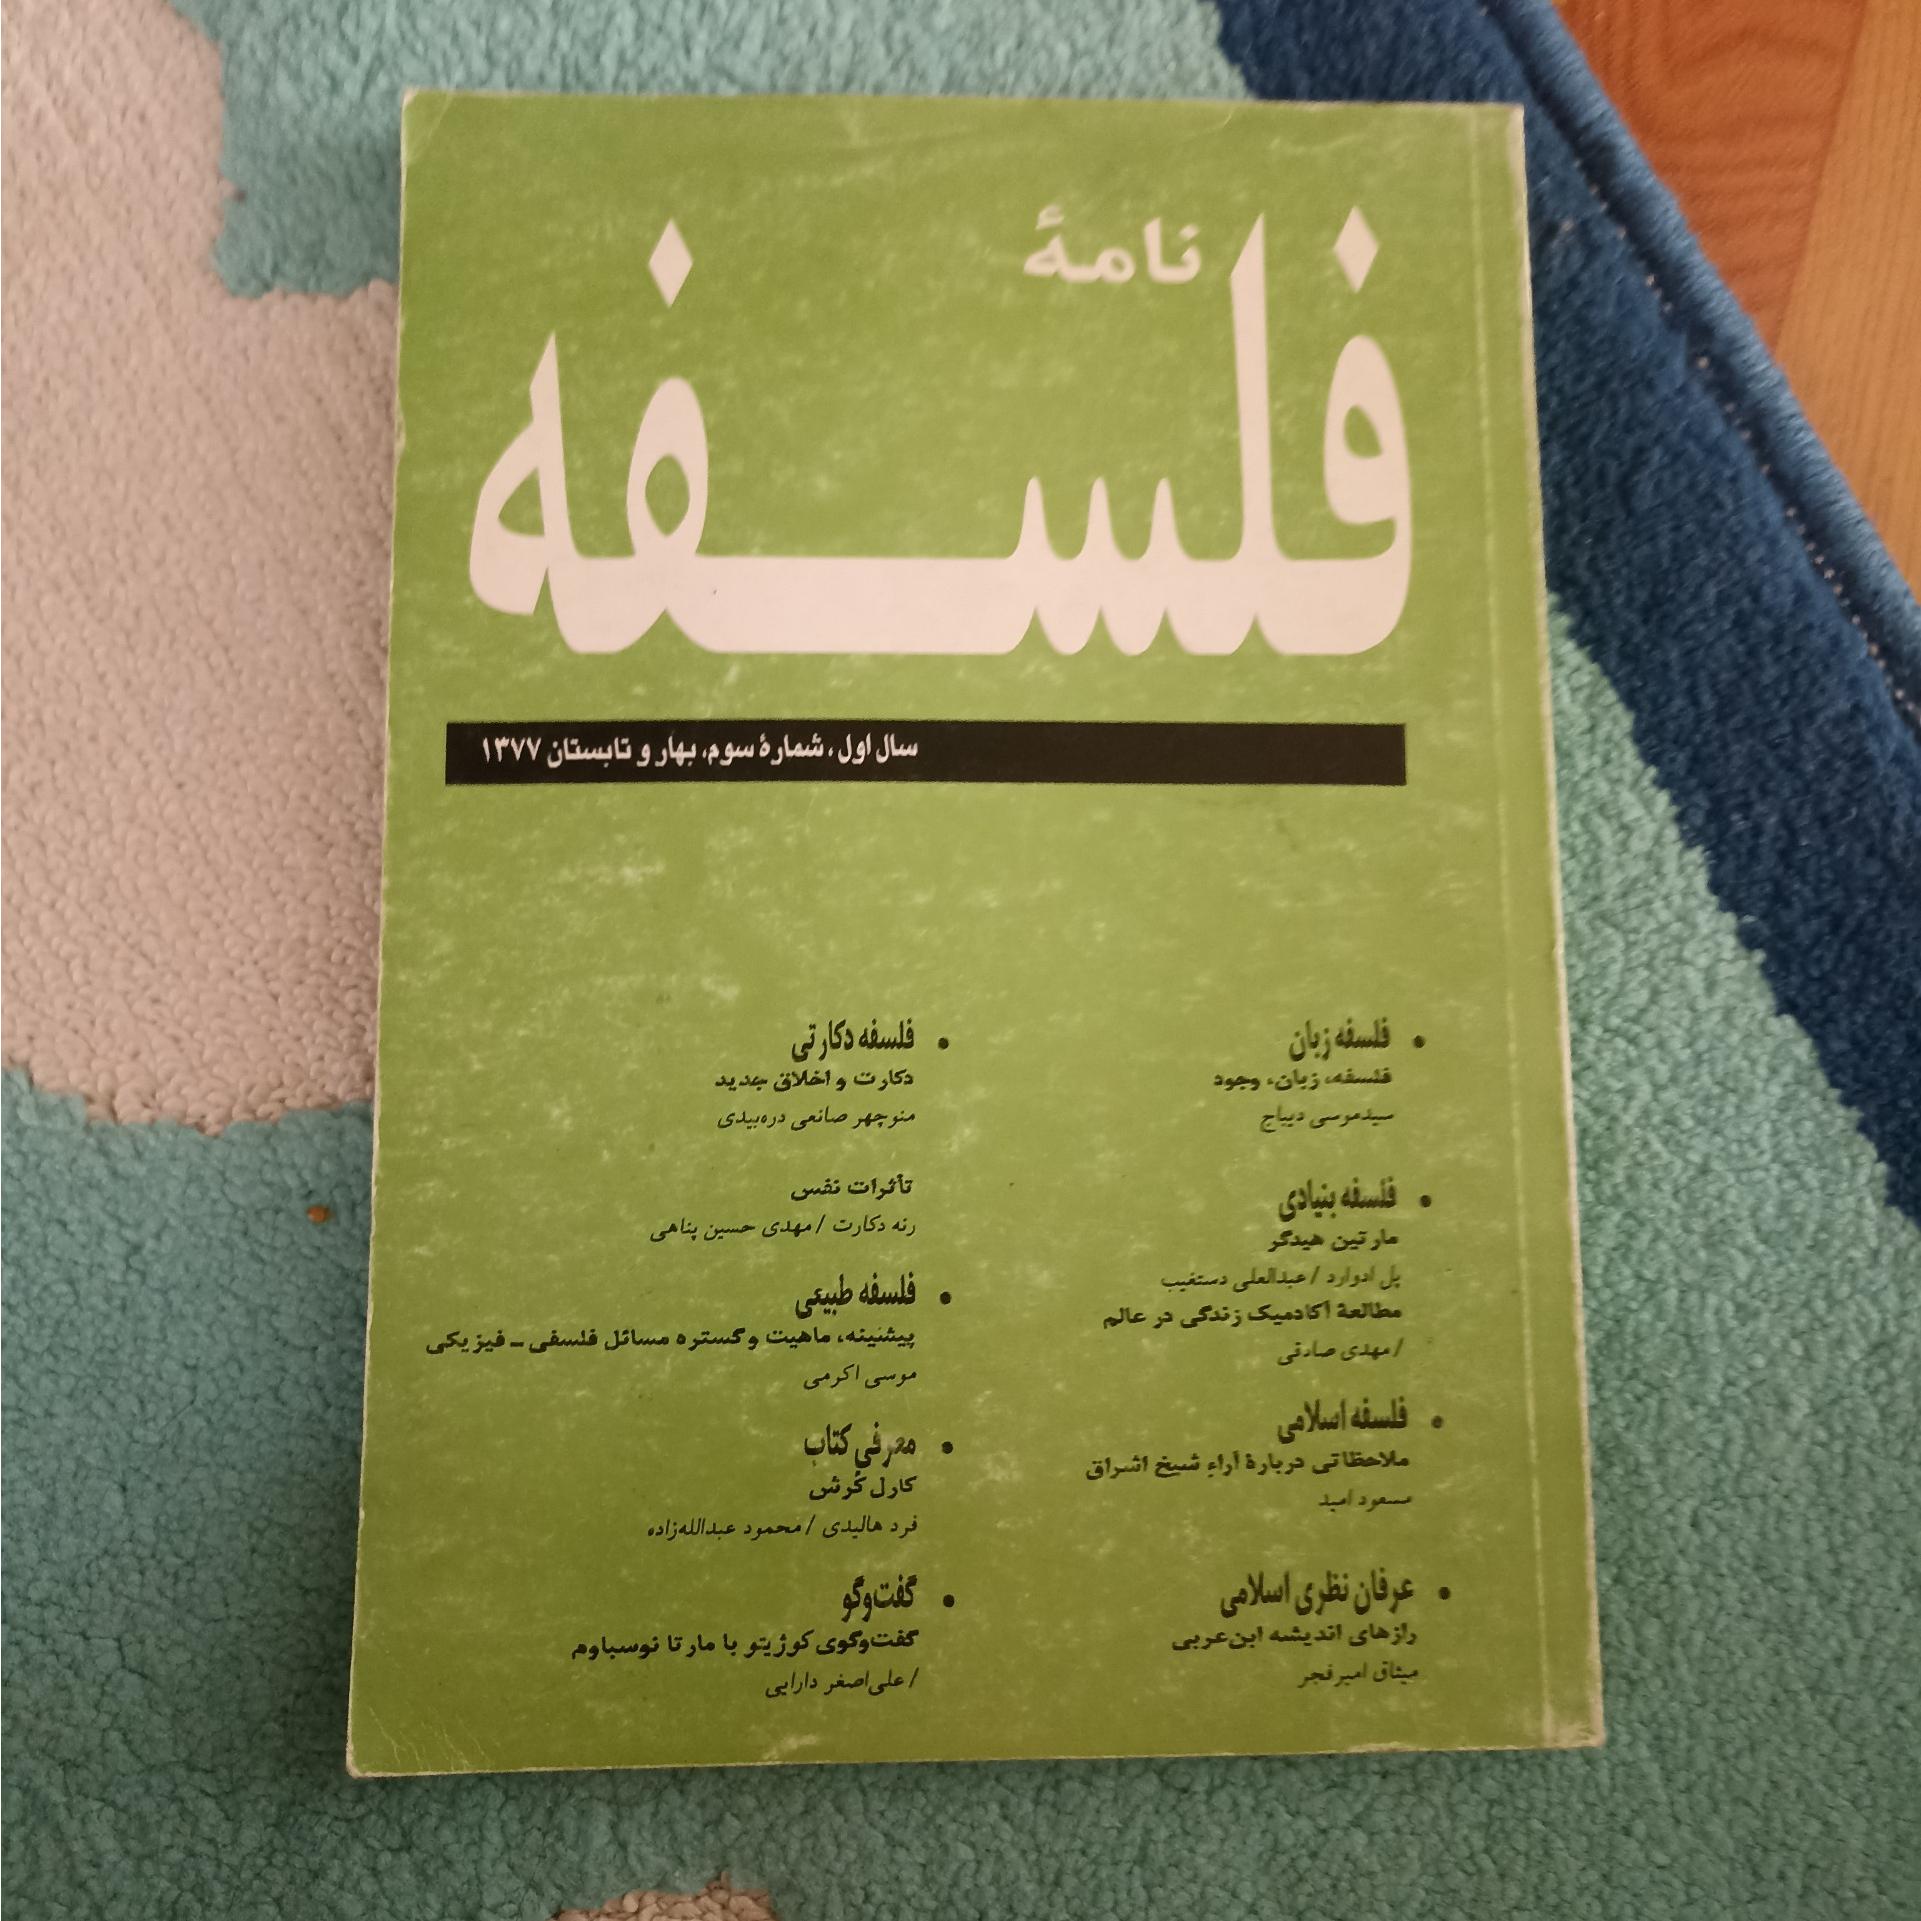 نامهٔ
فلسفه
سال اول، شمارهٔ سوم، بهار و تابستان ۱۳۷۷
• فلسفه زبان
فلسفه، زبان، وجود
سیدموسی دیباج
• فلسفه بنیادی
مارتین هیدگر
پل ادوارد / عبدالعلی دستغیب
مطالعهٔ آکادمیک زندگی در عالم
/ مهدی صادقی
• فلسفه اسلامی
ملاحظاتی دربارهٔ آراء شیخ اشراق
مسعود امید
• عرفان نظری اسلامی
رازهای اندیشه ابن‌عربی
میثاق امیرفجر
• فلسفه دکارتی
دکارت و اخلاق جدید
منوچهر صانعی دره‌بیدی
تأثرات نفس
رنه دکارت / مهدی حسین پناهی
• فلسفه طبیعی
پیشینه، ماهیت و گستره مسائل فلسفی ـ فیزیکی
موسی اکرمی
• معرفی کتاب
کارل کُرش
فرد هالیدی / محمود عبدالله‌زاده
• گفت‌وگو
گفت‌وگوی کوژیتو با مارتا نوسباوم
/ علی‌اصغر دارایی